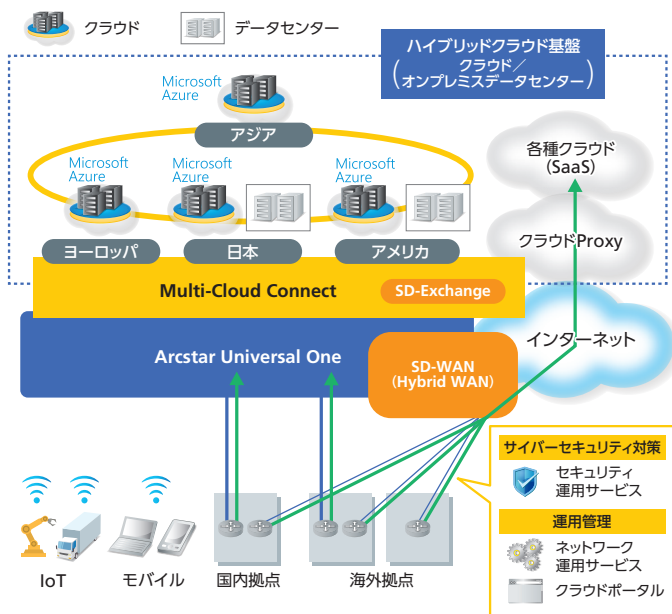 クラウド
データセンター
ハイブリッドクラウド基盤
(クラウド／
オンプレミスデータセンター)
Microsoft
Azure
アジア
Microsoft
Azure
Microsoft
Azure
Microsoft
Azure
ヨーロッパ
日本
アメリカ
各種クラウド
(SaaS)
クラウドProxy
Multi-Cloud Connect
SD-Exchange
インターネット
Arcstar Universal One
SD-WAN
(Hybrid WAN)
サイバーセキュリティ対策
セキュリティ
運用サービス
運用管理
ネットワーク
運用サービス
クラウドポータル
IoT
モバイル
国内拠点
海外拠点